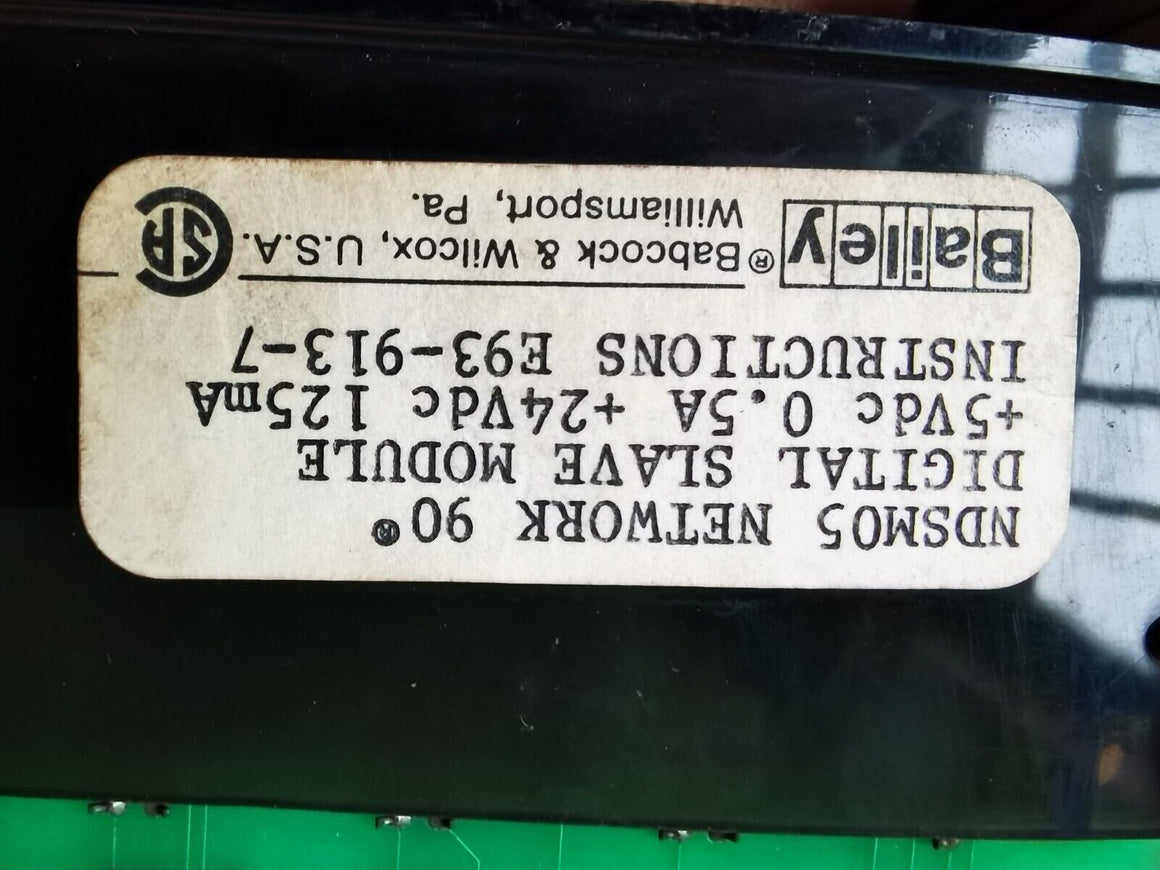 NDSM05 NETWORK 90®
DIGITAL SLAVE MODULE
+5Vdc 0.5A +24Vdc 125mA
INSTRUCTIONS E93-913-7
Bailey ® Babcock & Wilcox, U.S.A.
Williamsport, Pa.
SA